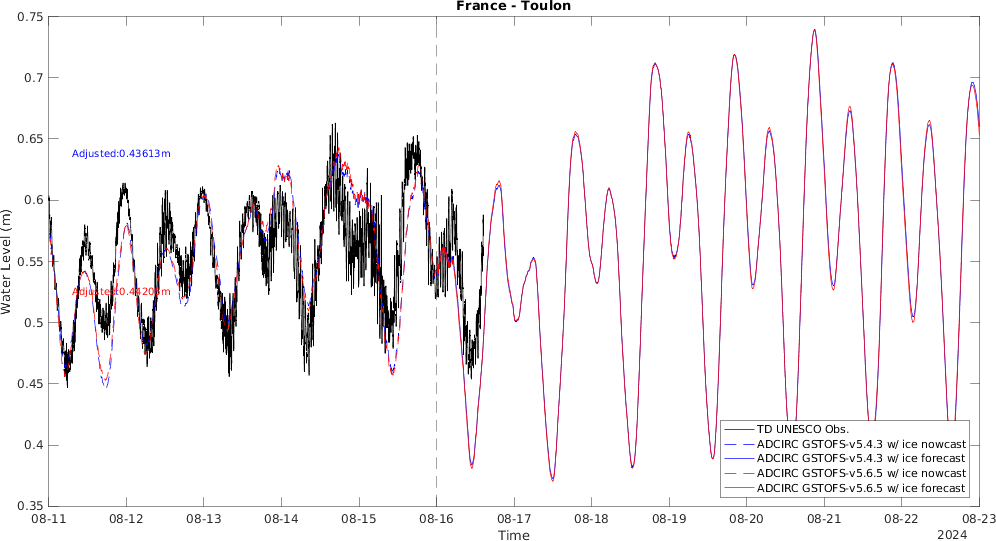 France - Toulon
Water Level (m)
0.75
0.7
0.65
0.6
0.55
0.5
0.45
0.4
0.35
Adjusted:0.43613m
TD UNESCO Obs.
ADCIRC GSTOFS-v5.4.3 w/ ice nowcast
ADCIRC GSTOFS-v5.4.3 w/ ice forecast
ADCIRC GSTOFS-v5.6.5 w/ ice nowcast
ADCIRC GSTOFS-v5.6.5 w/ ice forecast
08-11 08-12 08-13 08-14 08-15 08-16 08-17 08-18 08-19 08-20 08-21 08-22 08-23
Time
2024